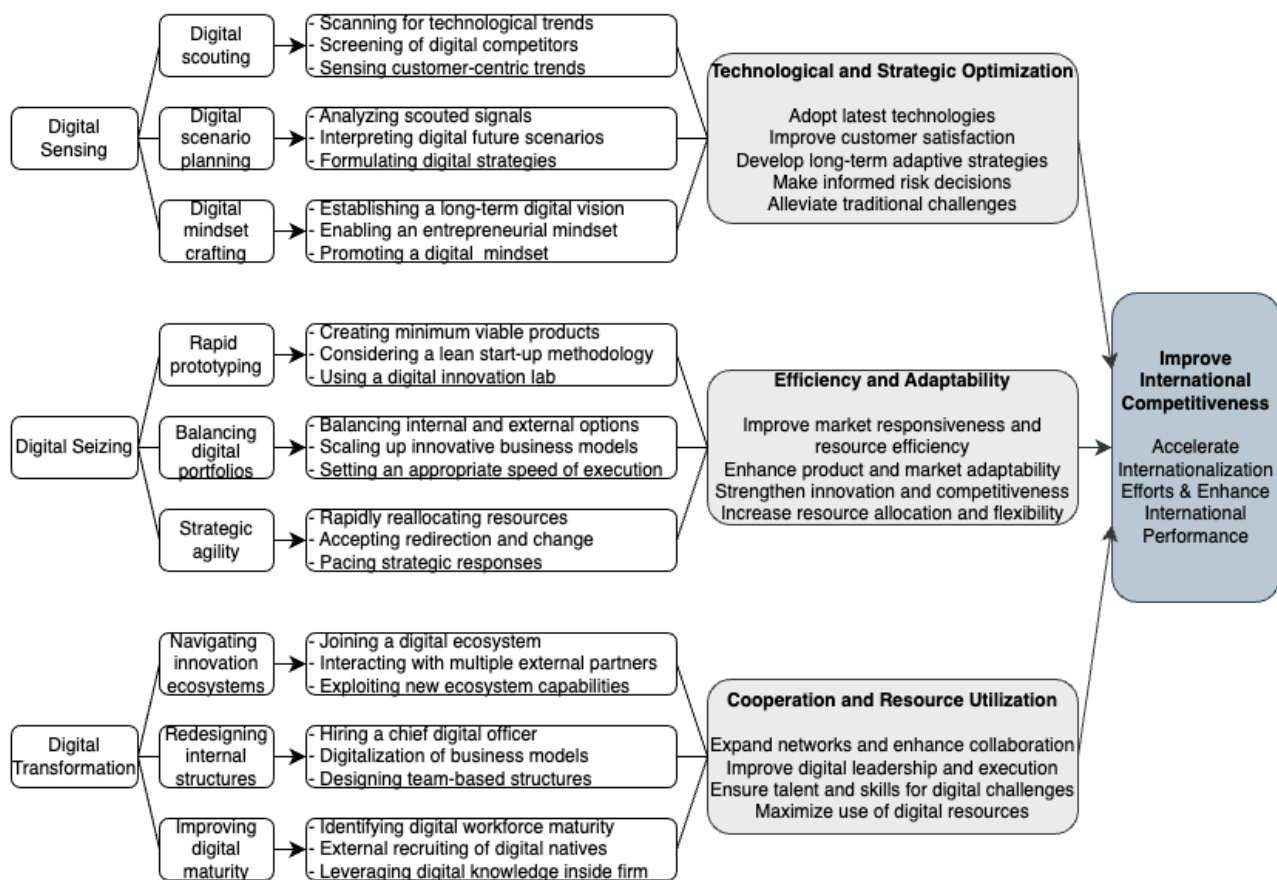 Digital
Sensing
Digital
scouting
- Scanning for technological trends
- Screening of digital competitors
- Sensing customer-centric trends
Digital
scenario
planning
- Analyzing scouted signals
- Interpreting digital future scenarios
- Formulating digital strategies
Digital
mindset
crafting
- Establishing a long-term digital vision
- Enabling an entrepreneurial mindset
- Promoting a digital  mindset
Technological and Strategic Optimization
Adopt latest technologies
Improve customer satisfaction
Develop long-term adaptive strategies
Make informed risk decisions
Alleviate traditional challenges
Digital Seizing
Rapid
prototyping
- Creating minimum viable products
- Considering a lean start-up methodology
- Using a digital innovation lab
Balancing
digital
portfolios
- Balancing internal and external options
- Scaling up innovative business models
- Setting an appropriate speed of execution
Strategic
agility
- Rapidly reallocating resources
- Accepting redirection and change
- Pacing strategic responses
Efficiency and Adaptability
Improve market responsiveness and
resource efficiency
Enhance product and market adaptability
Strengthen innovation and competitiveness
Increase resource allocation and flexibility
Digital
Transformation
Navigating
innovation
ecosystems
- Joining a digital ecosystem
- Interacting with multiple external partners
- Exploiting new ecosystem capabilities
Redesigning
internal
structures
- Hiring a chief digital officer
- Digitalization of business models
- Designing team-based structures
Improving
digital
maturity
- Identifying digital workforce maturity
- External recruiting of digital natives
- Leveraging digital knowledge inside firm
Cooperation and Resource Utilization
Expand networks and enhance collaboration
Improve digital leadership and execution
Ensure talent and skills for digital challenges
Maximize use of digital resources
Improve
International
Competitiveness
Accelerate
Internationalization
Efforts & Enhance
International
Performance